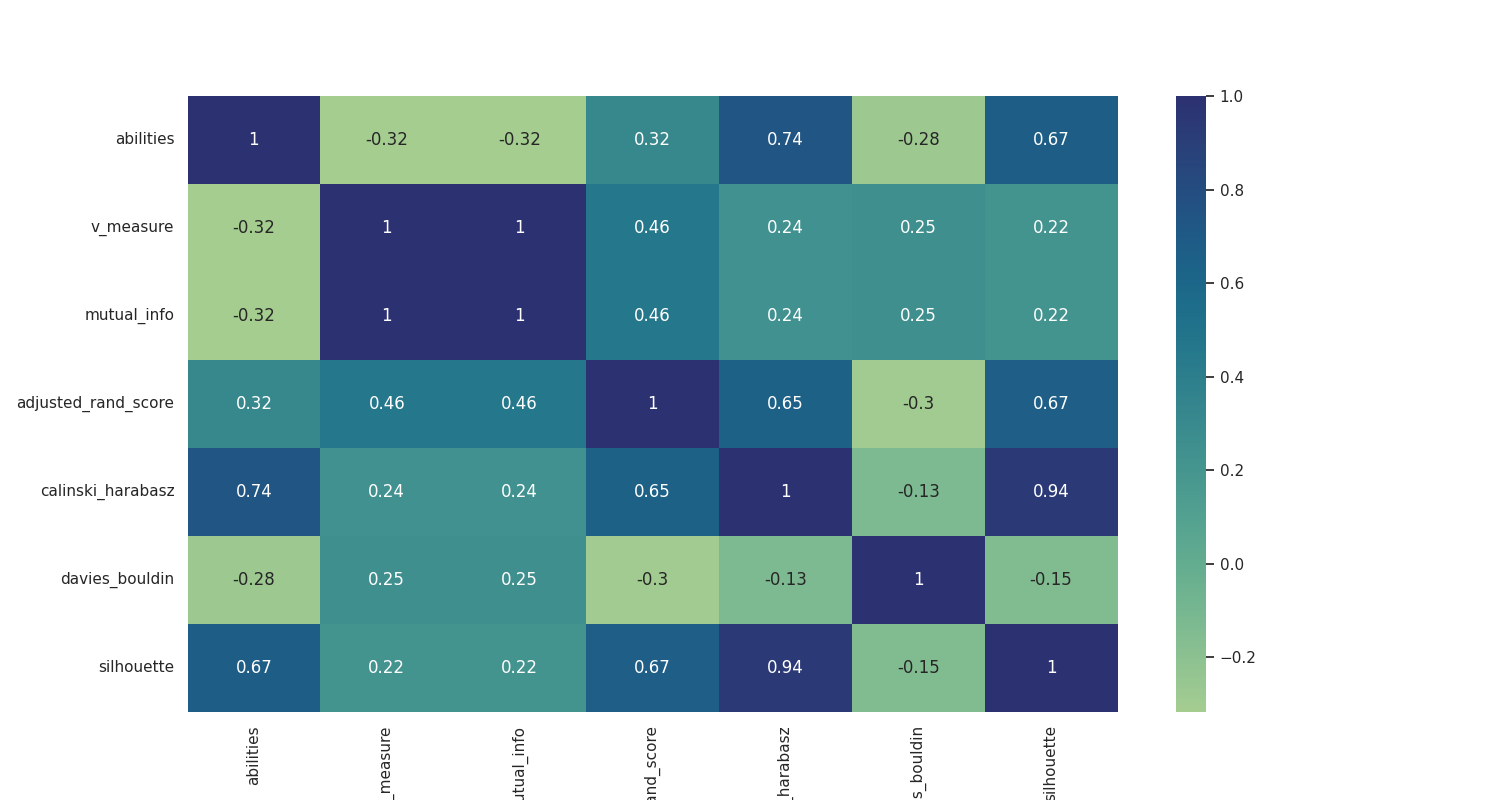 1.0
abilities 1 -0.32 -0.32 0.32 0.74 -0.28 0.67
0.8
v_measure -0.32 1 1 0.46 0.24 0.25 0.22
0.6
mutual_info -0.32 1 1 0.46 0.24 0.25 0.22
0.4
adjusted_rand_score 0.32 0.46 0.46 1 0.65 -0.3 0.67
0.2
calinski_harabasz 0.74 0.24 0.24 0.65 1 -0.13 0.94
0.0
davies_bouldin -0.28 0.25 0.25 -0.3 -0.13 1 -0.15
−0.2
silhouette 0.67 0.22 0.22 0.67 0.94 -0.15 1
abilities
_measure
utual_info
and_score
_harabasz
s_bouldin
silhouette